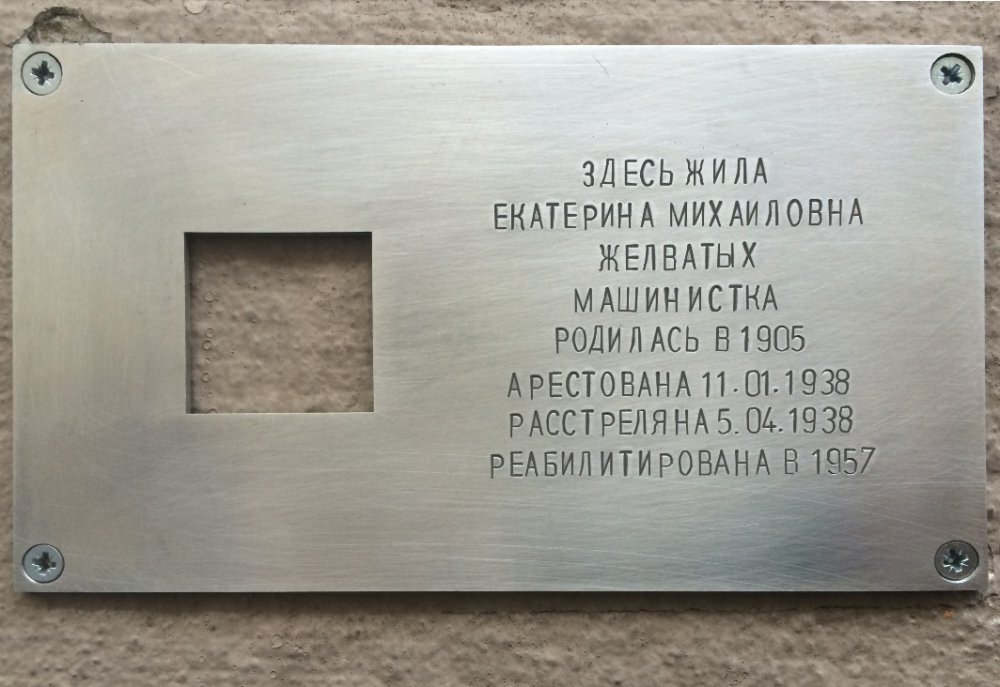 ЗДЕСЬ ЖИЛА
ЕКАТЕРИНА МИХАИЛОВНА
ЖЕЛВАТЫХ
МАШИНИСТКА
РОДИЛАСЬ В 1905
АРЕСТОВАНА 11.01.1938
РАССТРЕЛЯНА 5.04.1938
РЕАБИЛИТИРОВАНА В 1957